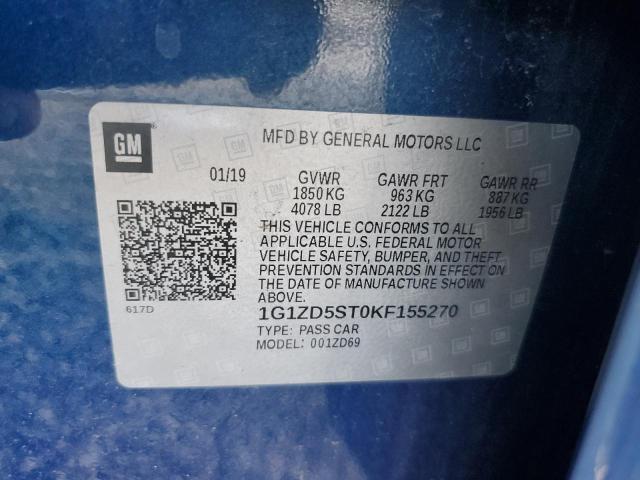 GM
MFD BY GENERAL MOTORS LLC
01/19 GVWR GAWR FRT GAWR RR
1850 KG 963 KG 887 KG
4078 LB 2122 LB 1956 LB
THIS VEHICLE CONFORMS TO ALL
APPLICABLE U.S. FEDERAL MOTOR
VEHICLE SAFETY, BUMPER, AND THEFT
PREVENTION STANDARDS IN EFFECT ON
THE DATE OF MANUFACTURE SHOWN
ABOVE.
617D
1G1ZD5ST0KF155270
TYPE: PASS CAR
MODEL: 001ZD69